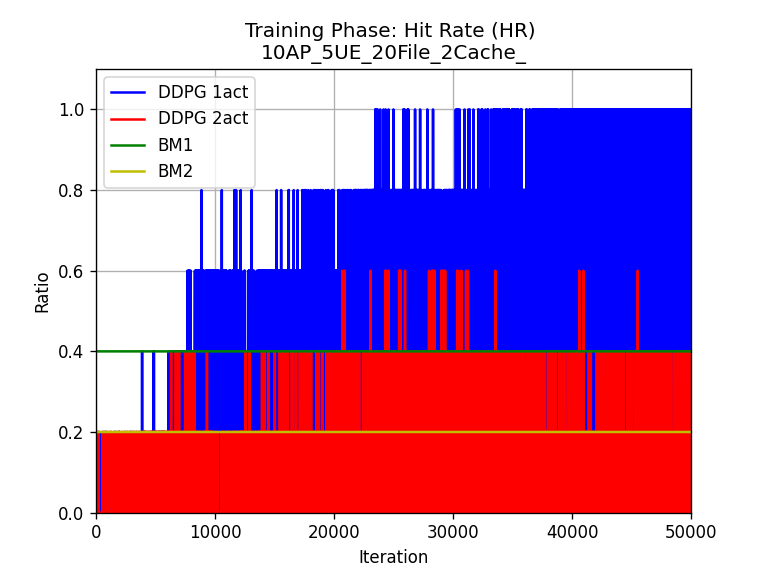 Training Phase: Hit Rate (HR)
10AP_5UE_20File_2Cache_
DDPG 1act
DDPG 2act
BM1
BM2
1.0
0.8
0.6
0.4
0.2
0.0
Ratio
0 10000 20000 30000 40000 50000
Iteration